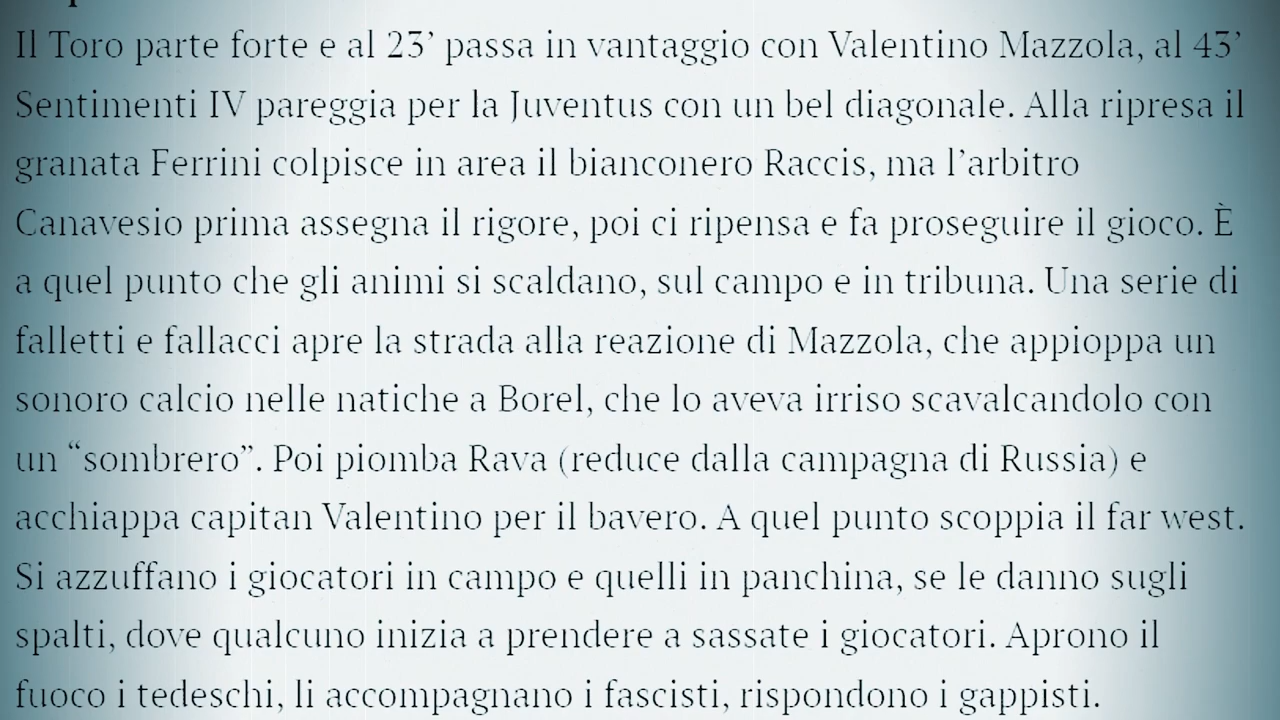 Il Toro parte forte e al 23’ passa in vantaggio con Valentino Mazzola, al 43’
Sentimenti IV pareggia per la Juventus con un bel diagonale. Alla ripresa il
granata Ferrini colpisce in area il bianconero Raccis, ma l’arbitro
Canavesio prima assegna il rigore, poi ci ripensa e fa proseguire il gioco. È
a quel punto che gli animi si scaldano, sul campo e in tribuna. Una serie di
falletti e fallacci apre la strada alla reazione di Mazzola, che appioppa un
sonoro calcio nelle natiche a Borel, che lo aveva irriso scavalcandolo con
un “sombrero”. Poi piomba Rava (reduce dalla campagna di Russia) e
acchiappa capitan Valentino per il bavero. A quel punto scoppia il far west.
Si azzuffano i giocatori in campo e quelli in panchina, se le danno sugli
spalti, dove qualcuno inizia a prendere a sassate i giocatori. Aprono il
fuoco i tedeschi, li accompagnano i fascisti, rispondono i gappisti.